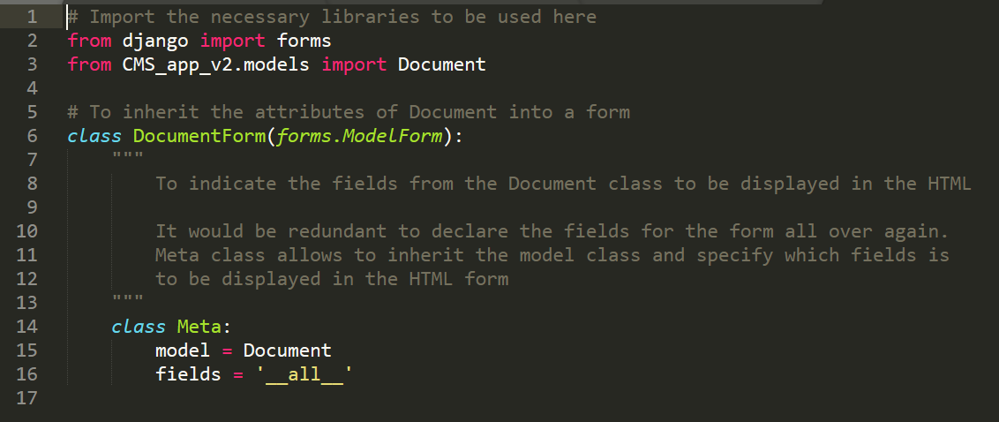 1 # Import the necessary libraries to be used here
2 from django import forms
3 from CMS_app_v2.models import Document
4
5 # To inherit the attributes of Document into a form
6 class DocumentForm(forms.ModelForm):
7 """
8 To indicate the fields from the Document class to be displayed in the HTML
9
10 It would be redundant to declare the fields for the form all over again.
11 Meta class allows to inherit the model class and specify which fields is
12 to be displayed in the HTML form
13 """
14 class Meta:
15 model = Document
16 fields = '__all__'
17